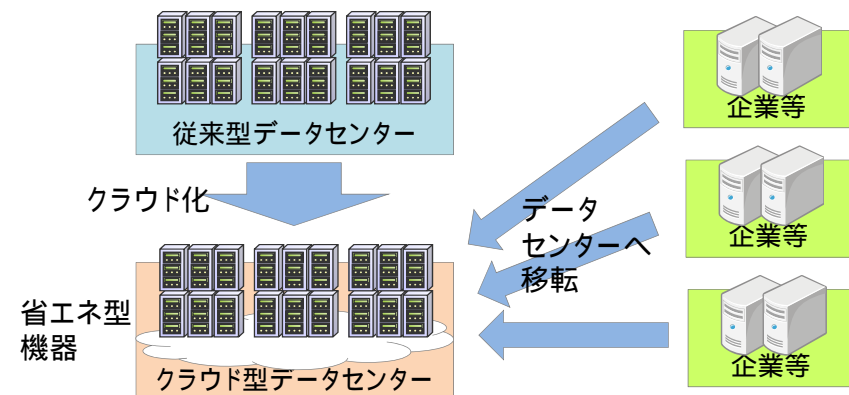 従来型データセンター
企業等
クラウド化
データ
センターへ
移転
企業等
省エネ型
機器
クラウド型データセンター
企業等